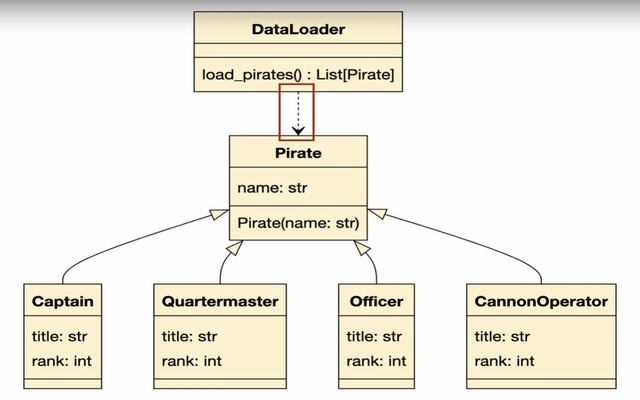 DataLoader
load_pirates() : List[Pirate]
Pirate
name: str
Pirate(name: str)
Captain
title: str
rank: int
Quartermaster
title: str
rank: int
Officer
title: str
rank: int
CannonOperator
title: str
rank: int